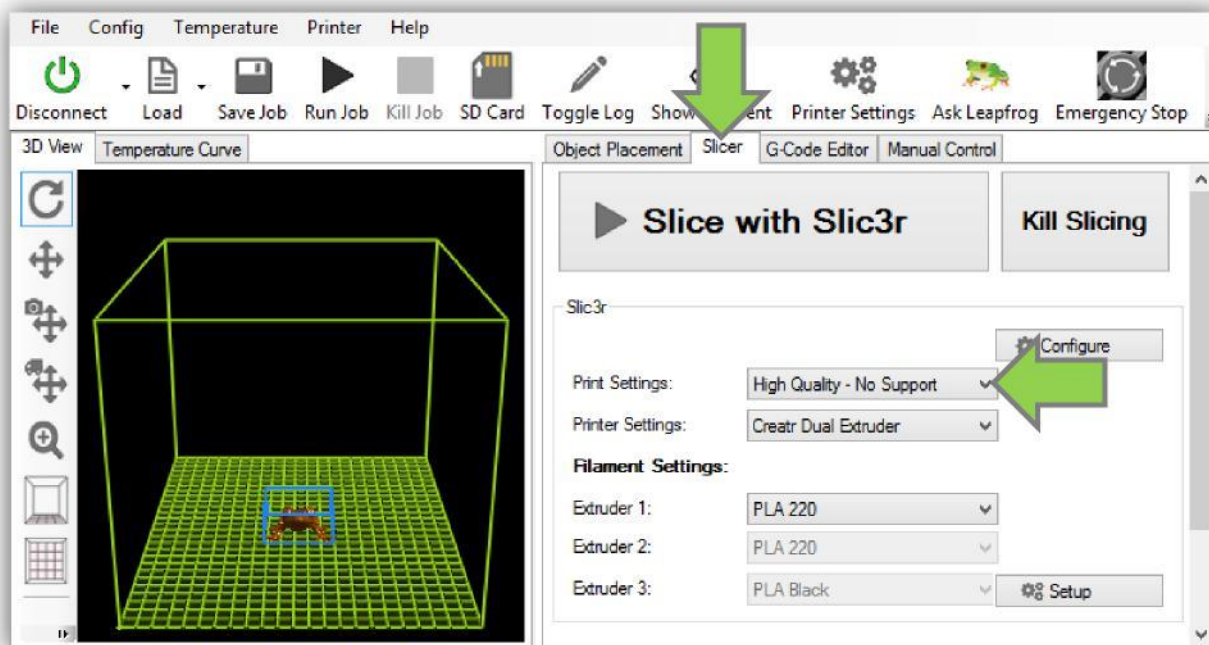 File Config Temperature Printer Help
Disconnect Load Save Job Run Job Kill Job SD Card Toggle Log Show ent Printer Settings Ask Leapfrog Emergency Stop
3D View Temperature Curve Object Placement Slicer G-Code Editor Manual Control
Slice with Slic3r Kill Slicing
Slic3r
Configure
Print Settings: High Quality - No Support
Printer Settings: Creatr Dual Extruder
Filament Settings:
Extruder 1: PLA 220
Extruder 2: PLA 220
Extruder 3: PLA Black Setup